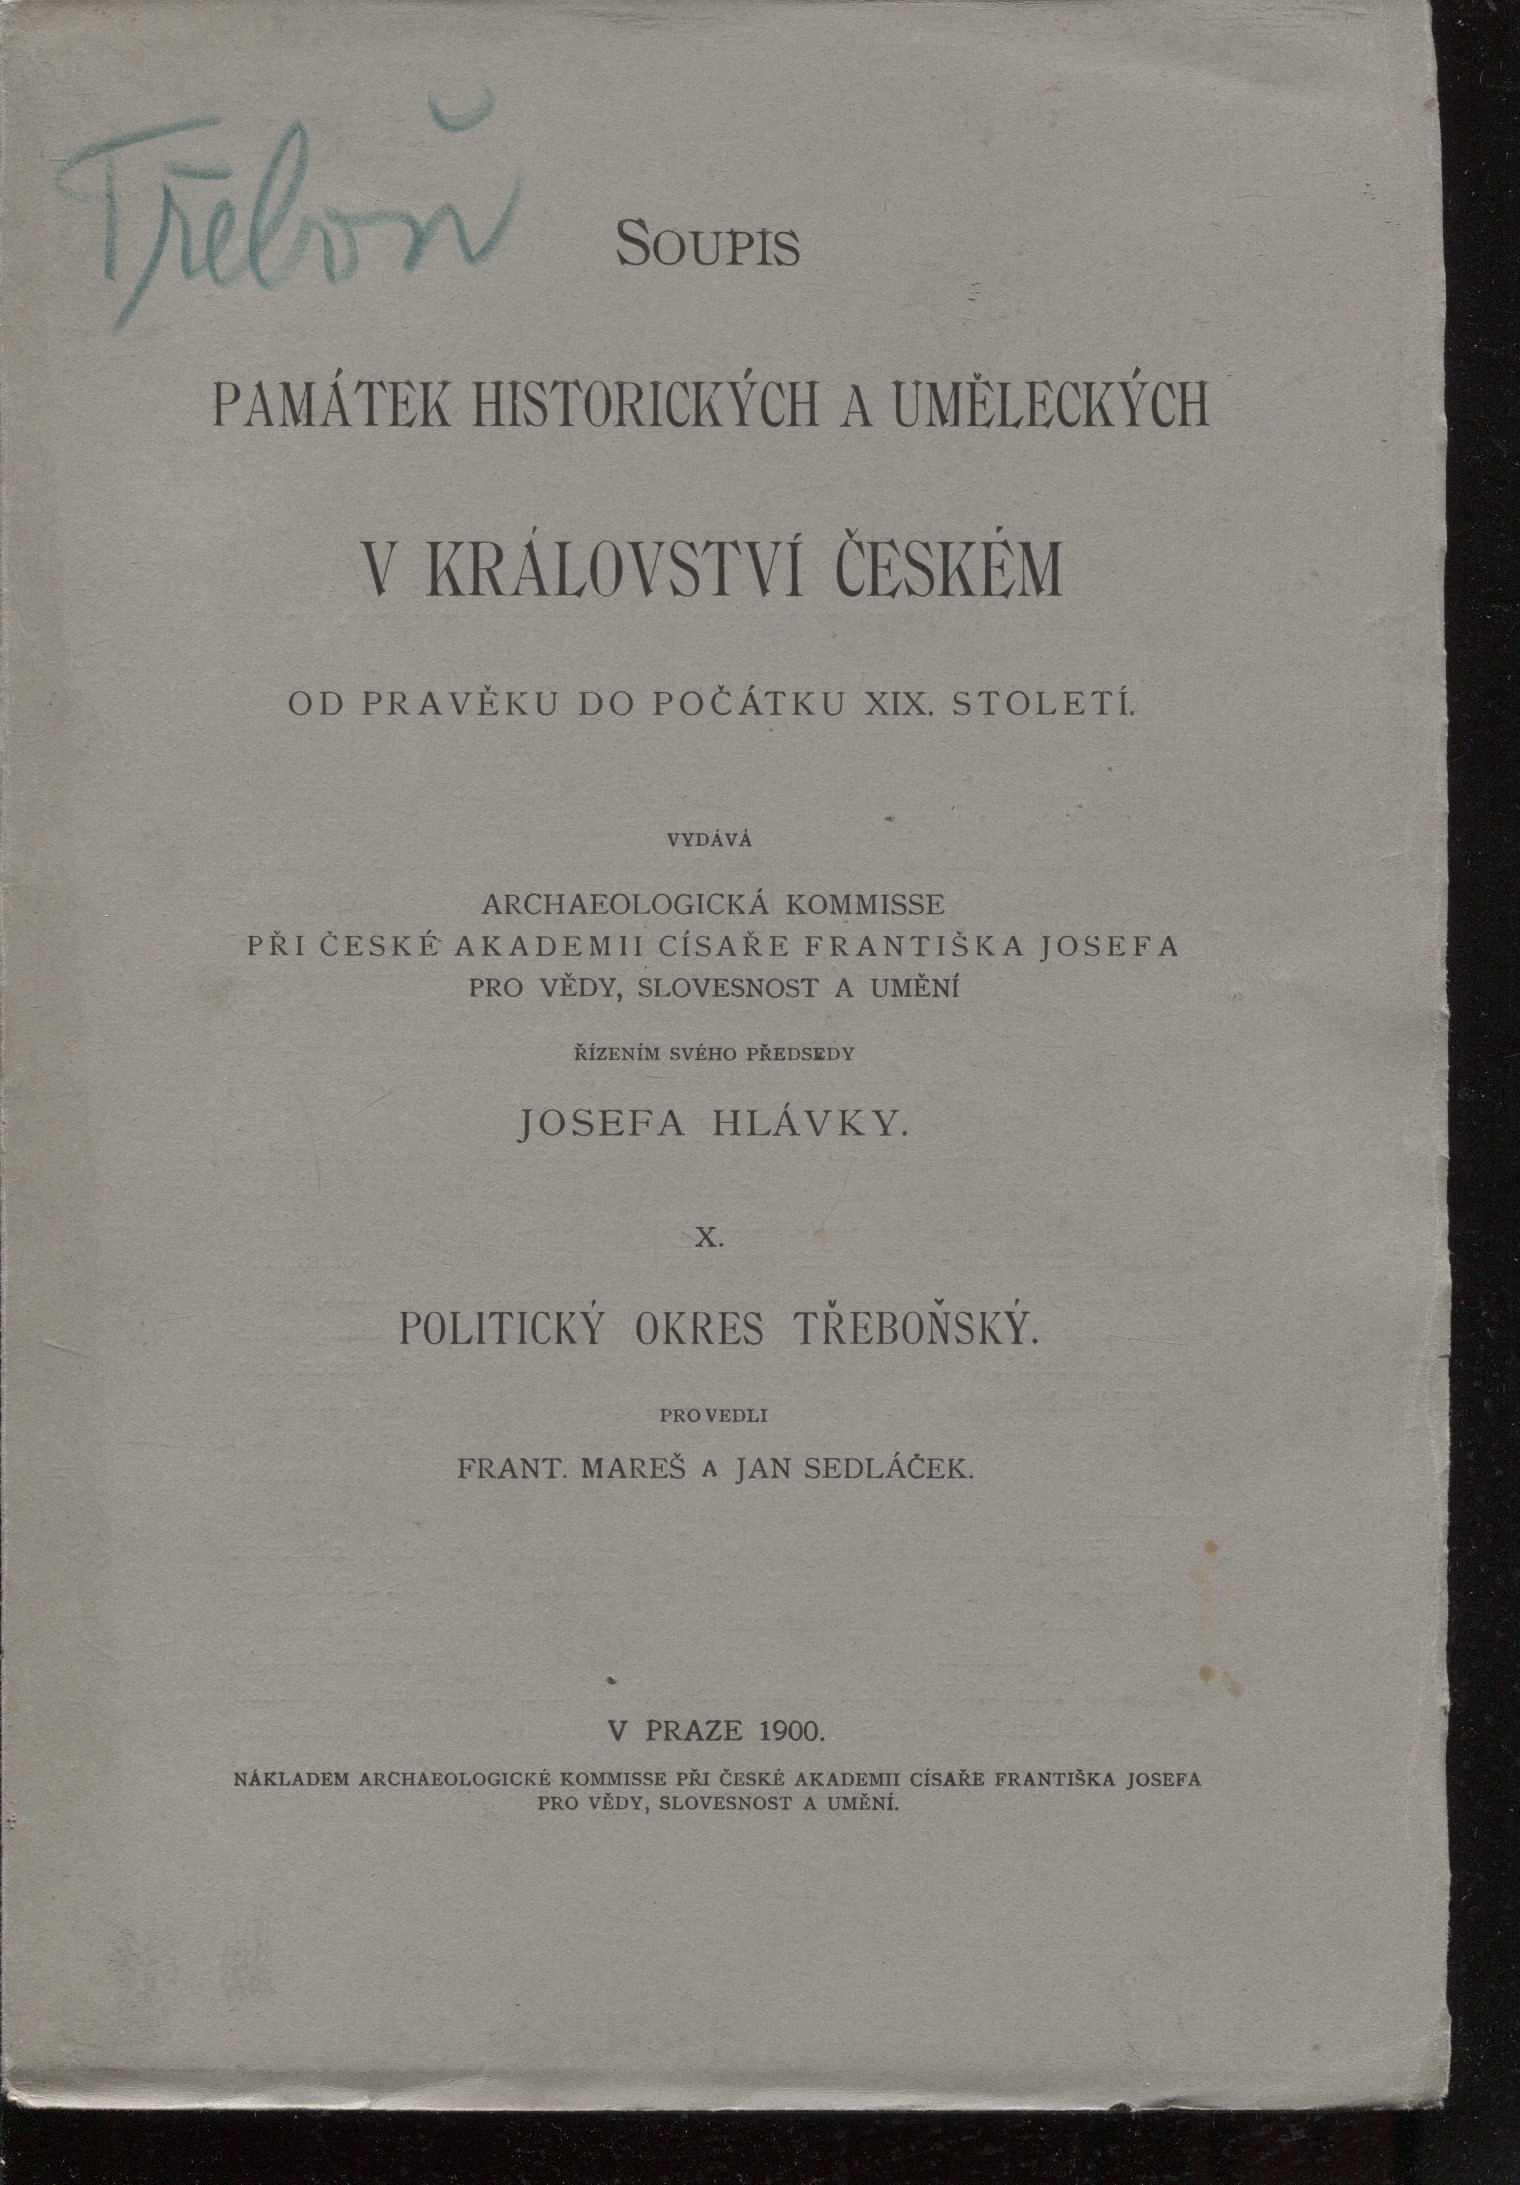 Třeboň
SOUPIS
PAMÁTEK HISTORICKÝCH A UMĚLECKÝCH
V KRÁLOVSTVÍ ČESKÉM
OD PRAVĚKU DO POČÁTKU XIX. STOLETÍ.
VYDÁVÁ
ARCHAEOLOGICKÁ KOMMISSE
PŘI ČESKÉ AKADEMII CÍSAŘE FRANTIŠKA JOSEFA
PRO VĚDY, SLOVESNOST A UMĚNÍ
ŘÍZENÍM SVÉHO PŘEDSEDY
JOSEFA HLÁVKY.
X.
POLITICKÝ OKRES TŘEBOŇSKÝ.
PROVEDLI
FRANT. MAREŠ A JAN SEDLÁČEK.
V PRAZE 1900.
NÁKLADEM ARCHAEOLOGICKÉ KOMMISSE PŘI ČESKÉ AKADEMII CÍSAŘE FRANTIŠKA JOSEFA
PRO VĚDY, SLOVESNOST A UMĚNÍ.